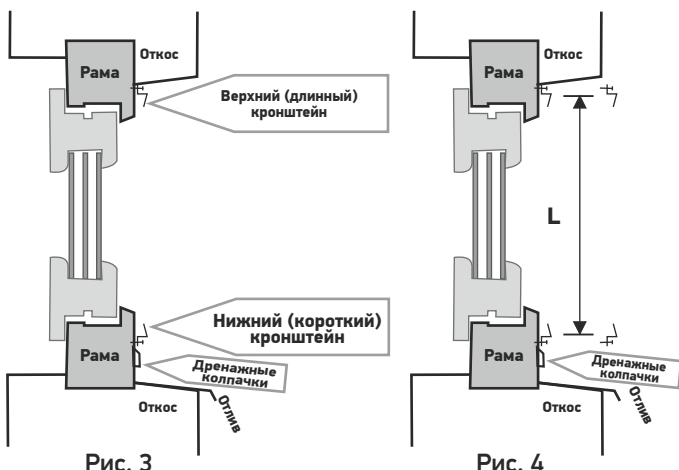 Откос
Рама
Верхний (длинный)
кронштейн
Нижний (короткий)
кронштейн
Рама
Дренажные
колпачки
Откос
Отлив
Рис. 3
Откос
Рама
L
Рама
Дренажные
колпачки
Откос
Отлив
Рис. 4